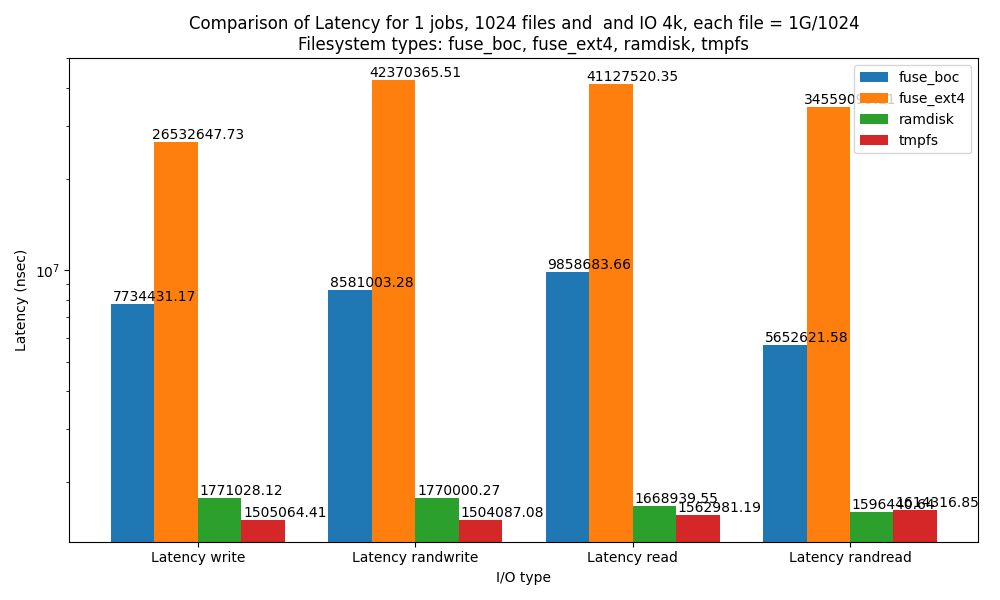 Comparison of Latency for 1 jobs, 1024 files and  and IO 4k, each file = 1G/1024
Filesystem types: fuse_boc, fuse_ext4, ramdisk, tmpfs
fuse_boc
fuse_ext4
ramdisk
tmpfs
Latency (nsec)
10^7
7734431.17
26532647.73
1771028.12
1505064.41
8581003.28
42370365.51
1770000.27
1504087.08
9858683.66
41127520.35
1668939.55
1562981.19
5652621.58
1596440.64
1614316.85
Latency write
Latency randwrite
Latency read
Latency randread
I/O type